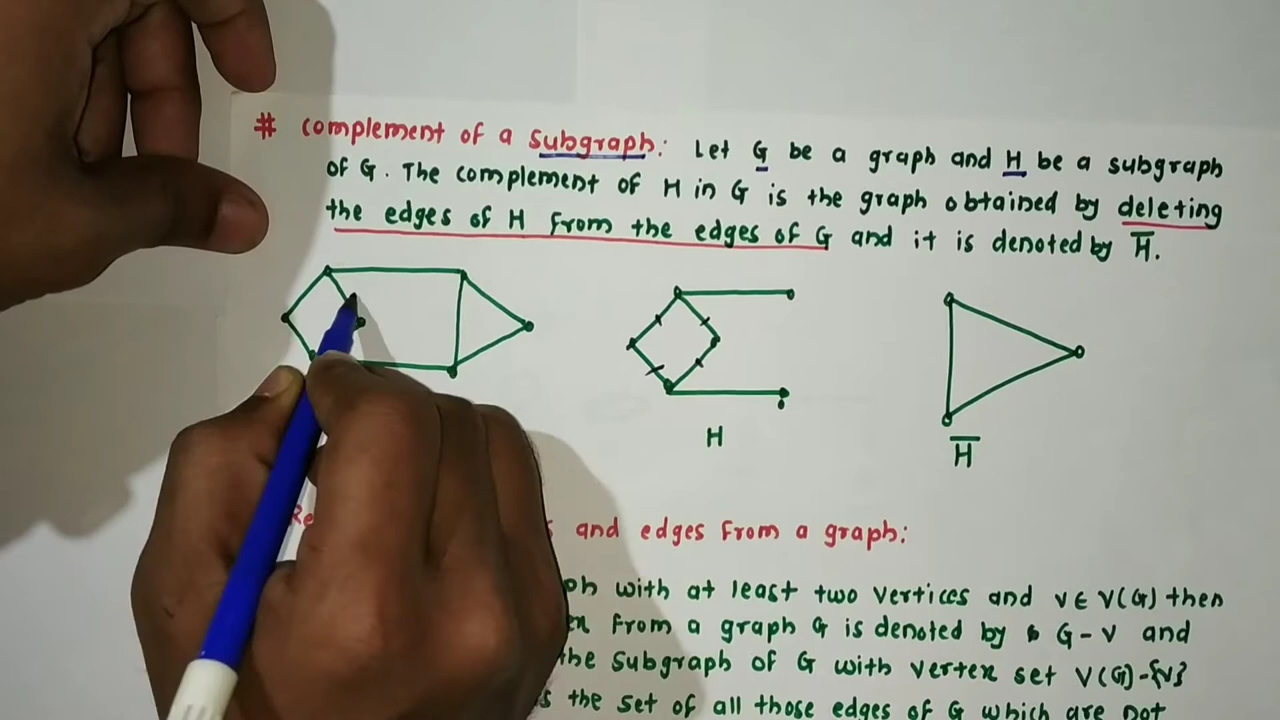 # Complement of a subgraph: Let G be a graph and H be a subgraph
of G. The complement of H in G is the graph obtained by deleting
the edges of H from the edges of G and it is denoted by H̅.
H
H̅
and edges from a graph:
with at least two vertices and v ∈ V(G) then
from a graph G is denoted by G-v and
the subgraph of G with vertex set V(G)-{v}
is the set of all those edges of G which are not